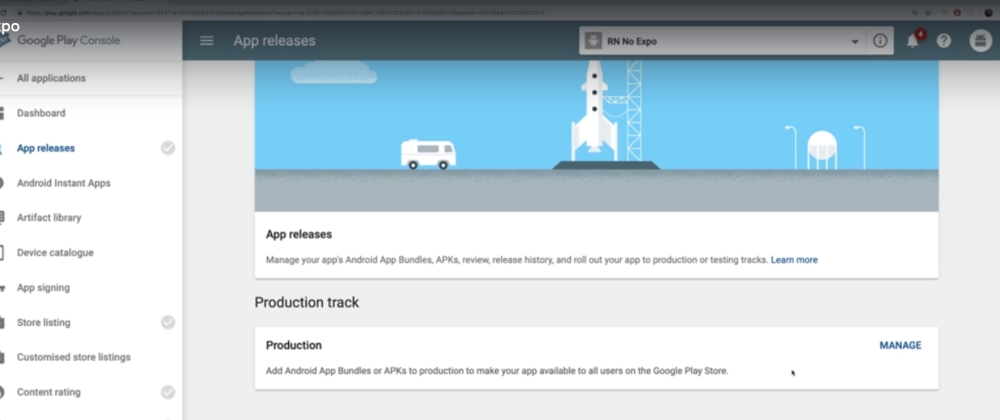 xpo
Google Play Console
App releases
RN No Expo
4
All applications
Dashboard
App releases
Android Instant Apps
Artifact library
Device catalogue
App signing
Store listing
Customised store listings
Content rating
App releases
Manage your app's Android App Bundles, APKs, review, release history, and roll out your app to production or testing tracks. Learn more
Production track
Production
MANAGE
Add Android App Bundles or APKs to production to make your app available to all users on the Google Play Store.